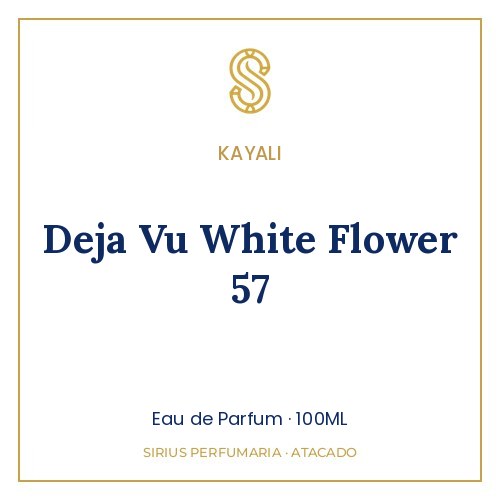 KAYALI
Deja Vu White Flower
57
Eau de Parfum · 100ML
SIRIUS PERFUMARIA · ATACADO